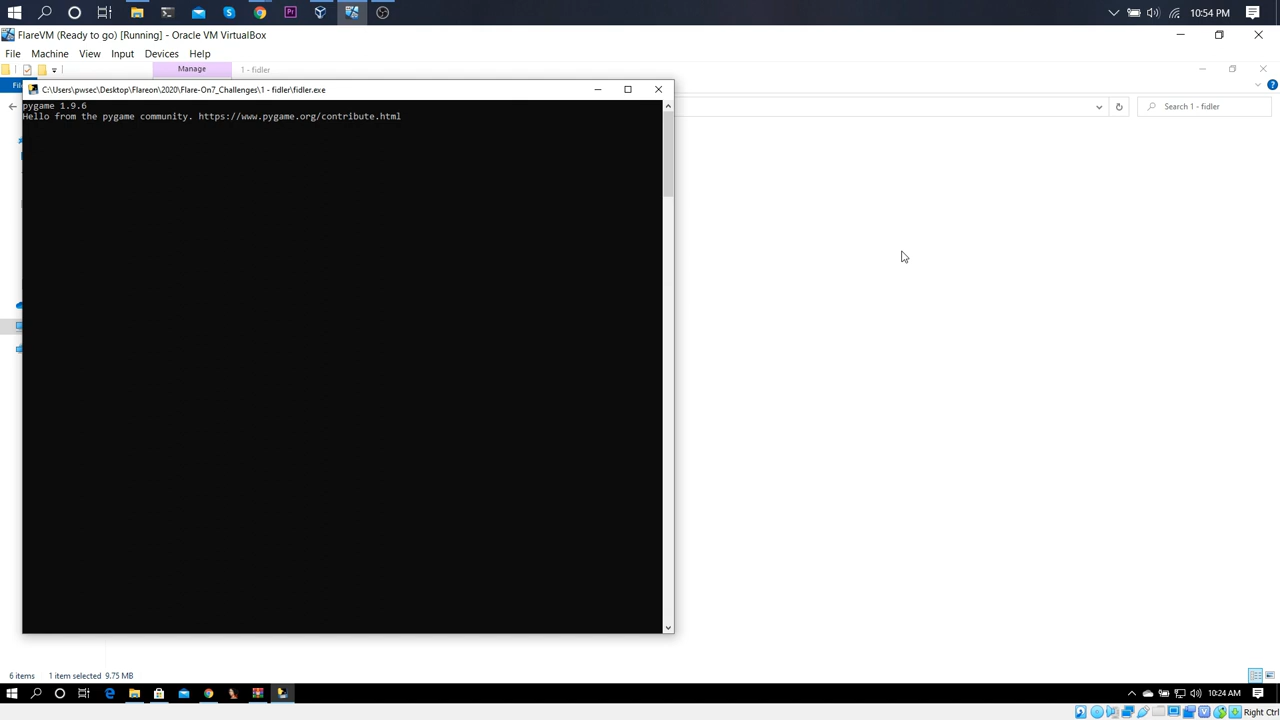 10:54 PM
FlareVM (Ready to go) [Running] - Oracle VM VirtualBox
File Machine View Input Devices Help
Manage 1 - fidler
C:\Users\pwsec\Desktop\Flareon\2020\Flare-On7_Challenges\1 - fidler\fidler.exe
pygame 1.9.6
Hello from the pygame community. https://www.pygame.org/contribute.html
Search 1 - fidler
6 items 1 item selected 9.75 MB
10:24 AM
Right Ctrl